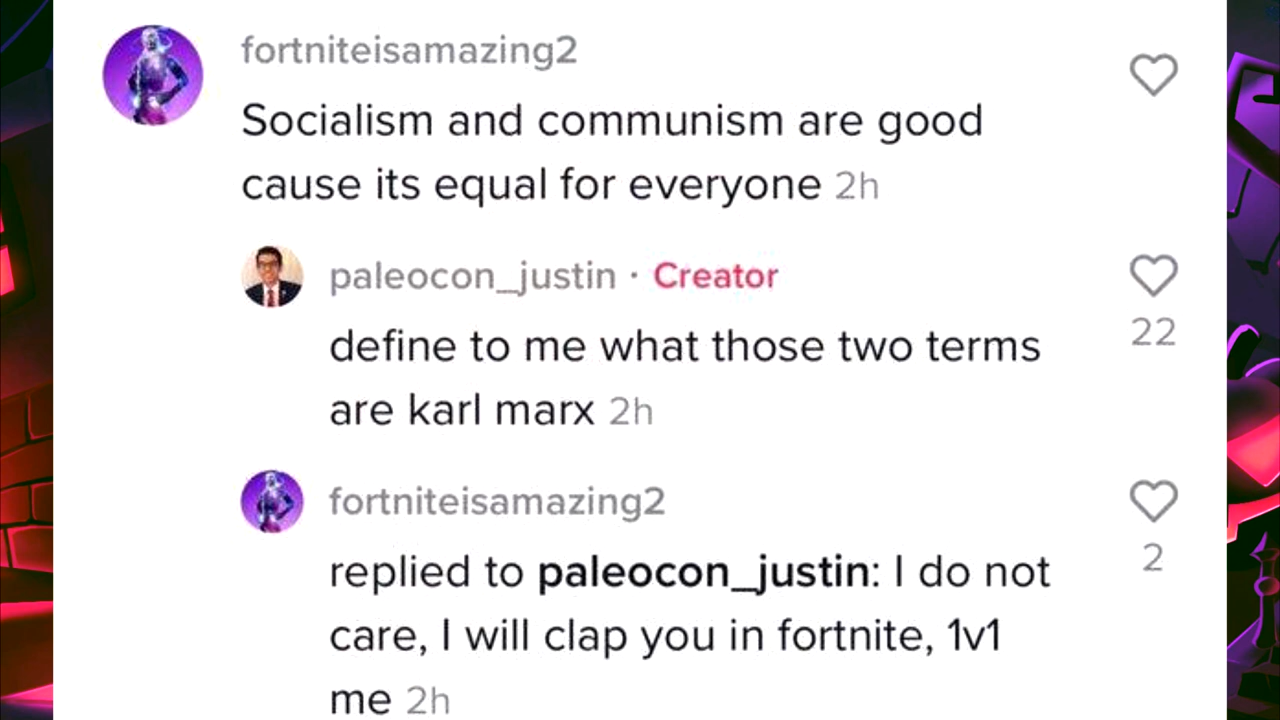 fortniteisamazing2
Socialism and communism are good
cause its equal for everyone 2h
paleocon_justin · Creator
define to me what those two terms
are karl marx 2h
22
fortniteisamazing2
replied to paleocon_justin: I do not
care, I will clap you in fortnite, 1v1
me 2h
2